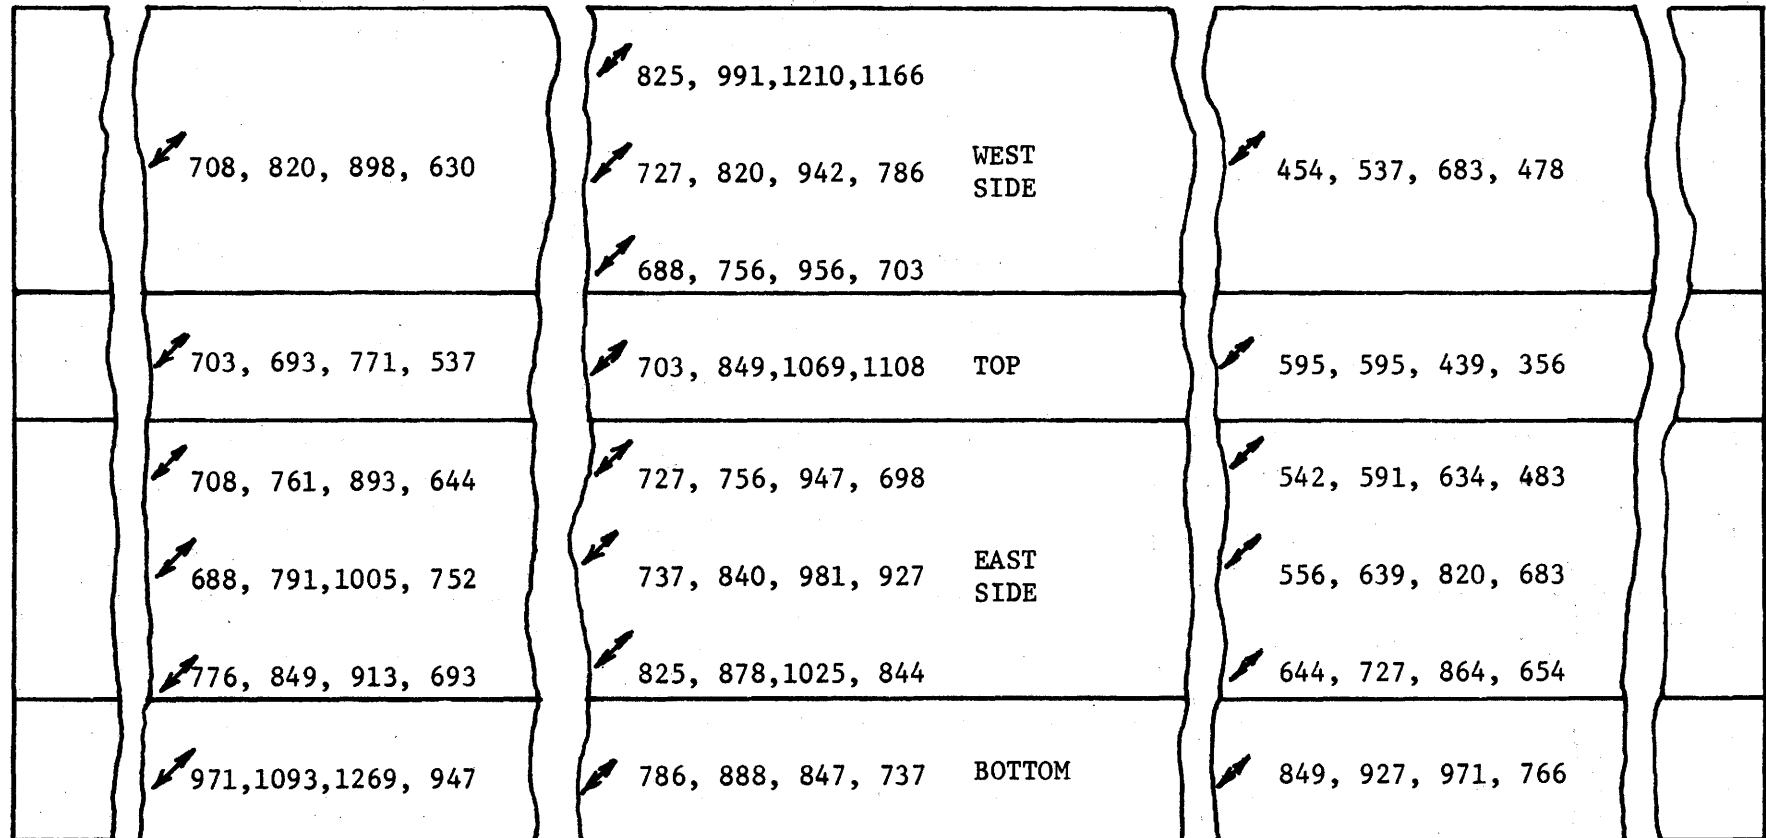 825, 991,1210,1166
708, 820, 898, 630
727, 820, 942, 786
WEST
SIDE
454, 537, 683, 478
688, 756, 956, 703
703, 693, 771, 537
703, 849,1069,1108
TOP
595, 595, 439, 356
708, 761, 893, 644
727, 756, 947, 698
542, 591, 634, 483
688, 791,1005, 752
737, 840, 981, 927
EAST
SIDE
556, 639, 820, 683
776, 849, 913, 693
825, 878,1025, 844
644, 727, 864, 654
971,1093,1269, 947
786, 888, 847, 737
BOTTOM
849, 927, 971, 766